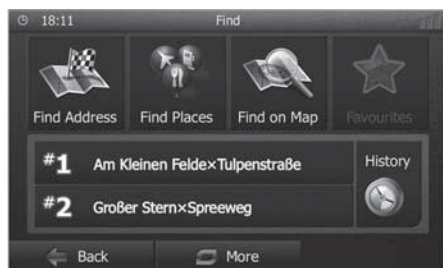 18:11 Find
Find Address Find Places Find on Map Favourites
#1 Am Kleinen Felde×Tulpenstraße History
#2 Großer Stern×Spreeweg
Back More